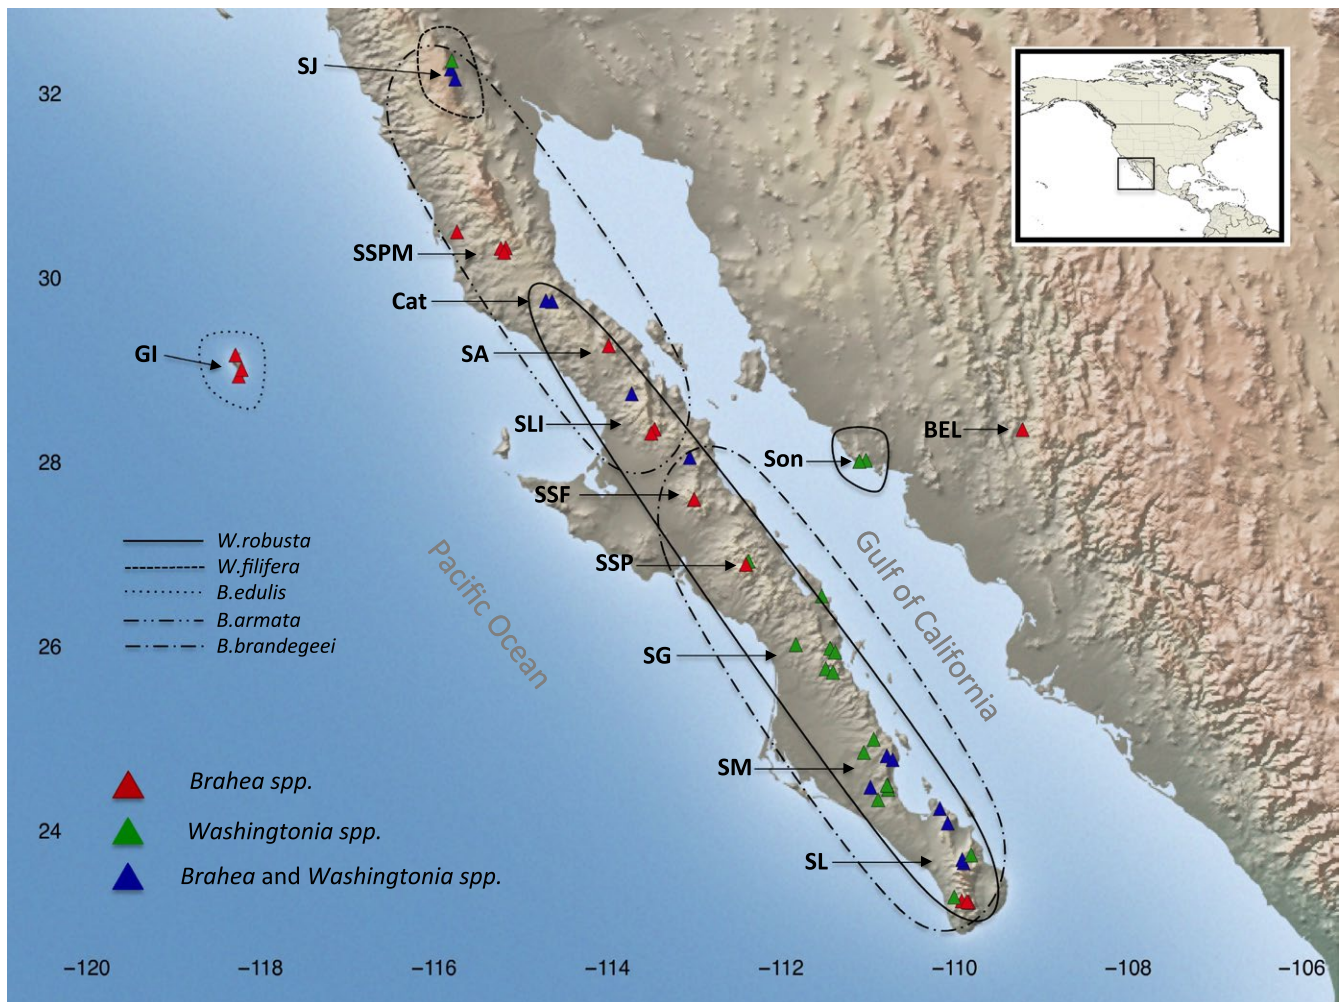 SJ
32
SSPM
30
Cat
GI
SA
SLI
BEL
28
Son
SSF
W.robusta
W.filifera
B.edulis
B.armata
B.brandegeei
SSP
Pacific Ocean
Gulf of California
26
SG
SM
Brahea spp.
Washingtonia spp.
24
Brahea and Washingtonia spp.
SL
−120 −118 −116 −114 −112 −110 −108 −106